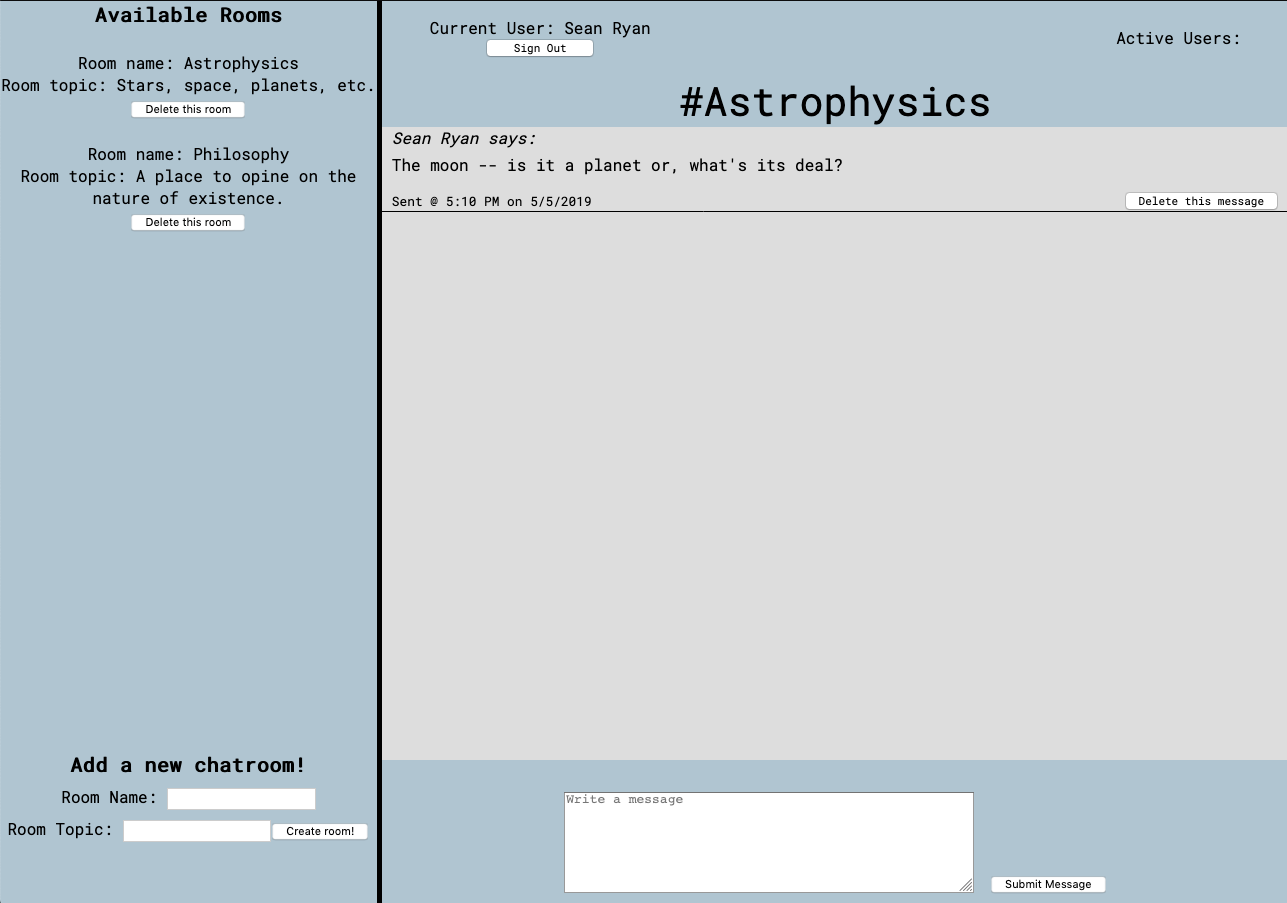 Available Rooms
Room name: Astrophysics
Room topic: Stars, space, planets, etc.
Delete this room
Room name: Philosophy
Room topic: A place to opine on the
nature of existence.
Delete this room
Add a new chatroom!
Room Name:
Room Topic:
Create room!
Current User: Sean Ryan
Sign Out
Active Users:
#Astrophysics
Sean Ryan says:
The moon -- is it a planet or, what's its deal?
Sent @ 5:10 PM on 5/5/2019
Delete this message
Write a message
Submit Message